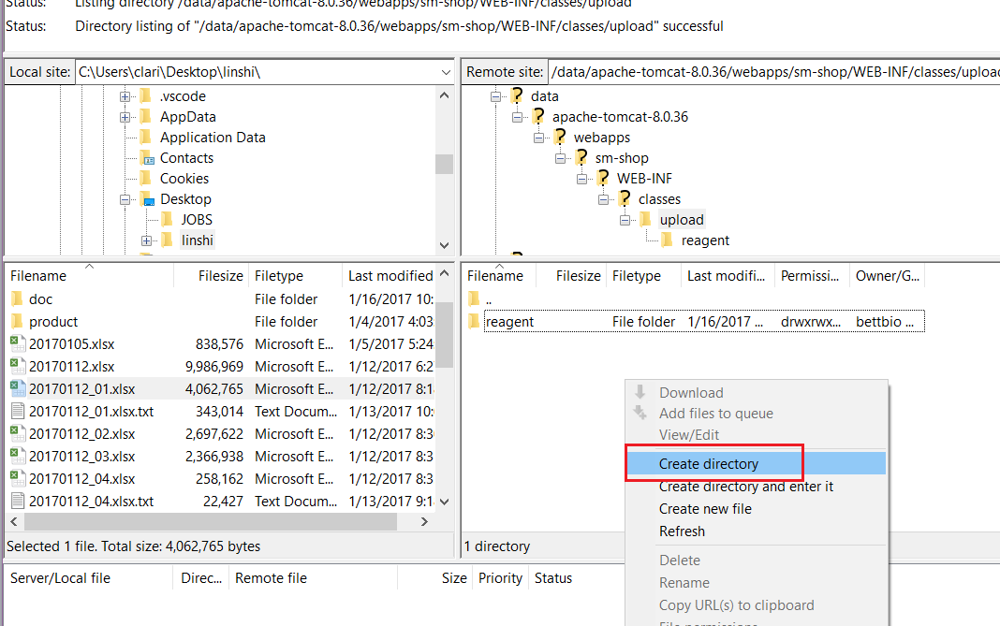 Status: Listing directory /data/apache-tomcat-8.0.36/webapps/sm-shop/WEB-INF/classes/upload
Status: Directory listing of "/data/apache-tomcat-8.0.36/webapps/sm-shop/WEB-INF/classes/upload" successful
Local site: C:\Users\clari\Desktop\linshi\
.vscode
AppData
Application Data
Contacts
Cookies
Desktop
JOBS
linshi
Remote site: /data/apache-tomcat-8.0.36/webapps/sm-shop/WEB-INF/classes/upload
? data
? apache-tomcat-8.0.36
? webapps
? sm-shop
? WEB-INF
? classes
upload
reagent
Filename Filesize Filetype Last modified
doc File folder 1/16/2017 10:
product File folder 1/4/2017 4:03
20170105.xlsx 838,576 Microsoft E... 1/5/2017 5:24
20170112.xlsx 9,986,969 Microsoft E... 1/12/2017 6:2
20170112_01.xlsx 4,062,765 Microsoft E... 1/12/2017 8:1
20170112_01.xlsx.txt 343,014 Text Docum... 1/13/2017 10:
20170112_02.xlsx 2,697,622 Microsoft E... 1/12/2017 8:3
20170112_03.xlsx 2,366,938 Microsoft E... 1/12/2017 8:3
20170112_04.xlsx 258,162 Microsoft E... 1/12/2017 8:3
20170112_04.xlsx.txt 22,427 Text Docum... 1/13/2017 9:1
Selected 1 file. Total size: 4,062,765 bytes
Filename Filesize Filetype Last modifi... Permissi... Owner/G...
..
reagent File folder 1/16/2017 ... drwxrwx... bettbio ...
1 directory
Download
Add files to queue
View/Edit
Create directory
Create directory and enter it
Create new file
Refresh
Delete
Rename
Copy URL(s) to clipboard
File permissions
Server/Local file Direc... Remote file Size Priority Status